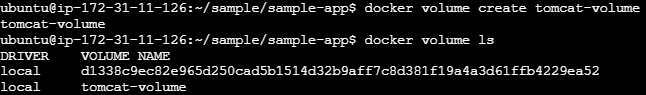 ubuntu@ip-172-31-11-126:~/sample/sample-app$ docker volume create tomcat-volume
tomcat-volume
ubuntu@ip-172-31-11-126:~/sample/sample-app$ docker volume ls
DRIVER    VOLUME NAME
local     d1338c9ec82e965d250cad5b1514d32b9aff7c8d381f19a4a3d61ffb4229ea52
local     tomcat-volume